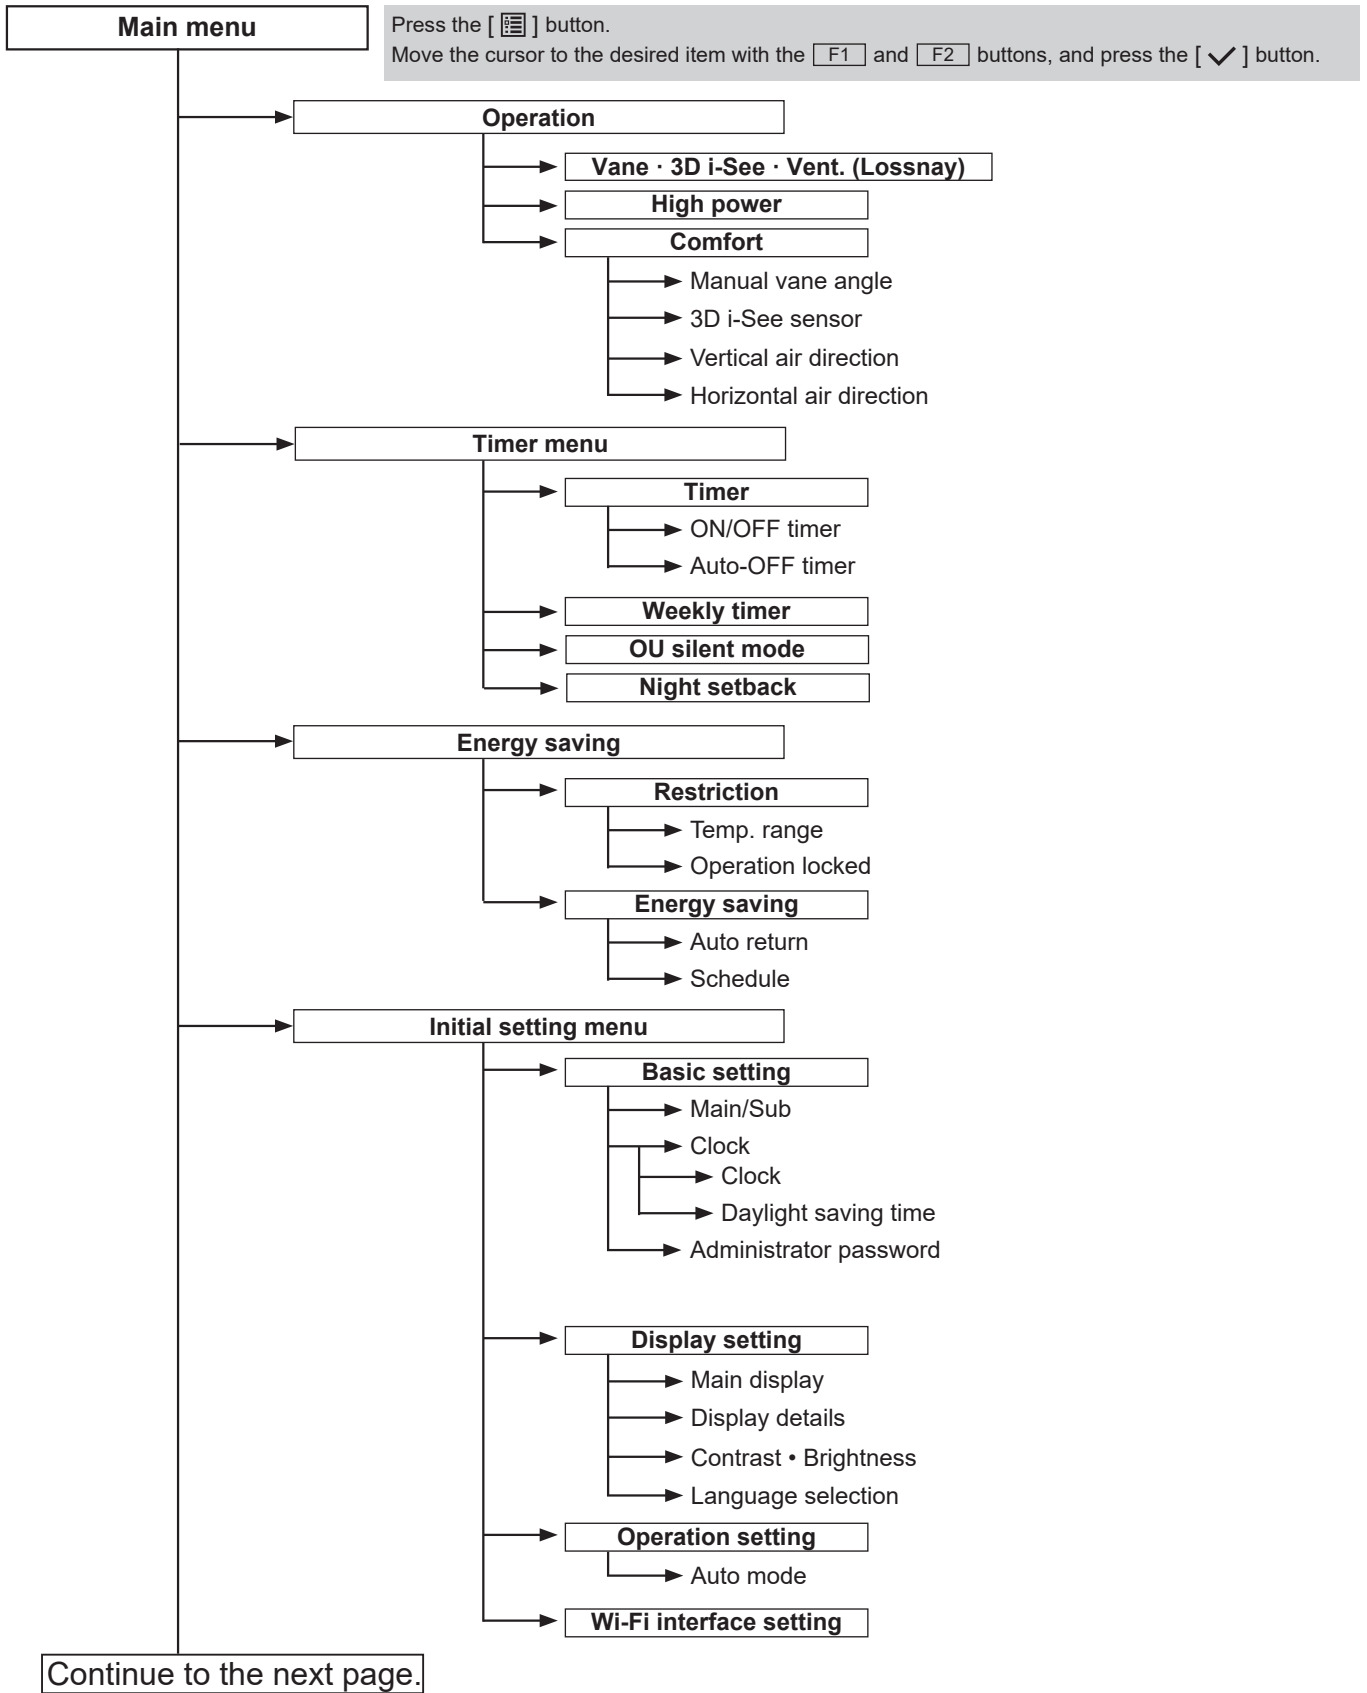 Main menu
Press the [ ] button.
Move the cursor to the desired item with the F1 and F2 buttons, and press the [ ✓ ] button.
Operation
Vane · 3D i-See · Vent. (Lossnay)
High power
Comfort
Manual vane angle
3D i-See sensor
Vertical air direction
Horizontal air direction
Timer menu
Timer
ON/OFF timer
Auto-OFF timer
Weekly timer
OU silent mode
Night setback
Energy saving
Restriction
Temp. range
Operation locked
Energy saving
Auto return
Schedule
Initial setting menu
Basic setting
Main/Sub
Clock
Clock
Daylight saving time
Administrator password
Display setting
Main display
Display details
Contrast • Brightness
Language selection
Operation setting
Auto mode
Wi-Fi interface setting
Continue to the next page.